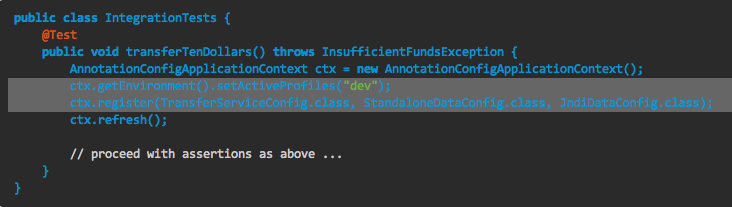 public class IntegrationTests {
    @Test
    public void transferTenDollars() throws InsufficientFundsException {
        AnnotationConfigApplicationContext ctx = new AnnotationConfigApplicationContext();
        ctx.getEnvironment().setActiveProfiles("dev");
        ctx.register(TransferServiceConfig.class, StandaloneDataConfig.class, JndiDataConfig.class);
        ctx.refresh();

        // proceed with assertions as above ...
    }
}